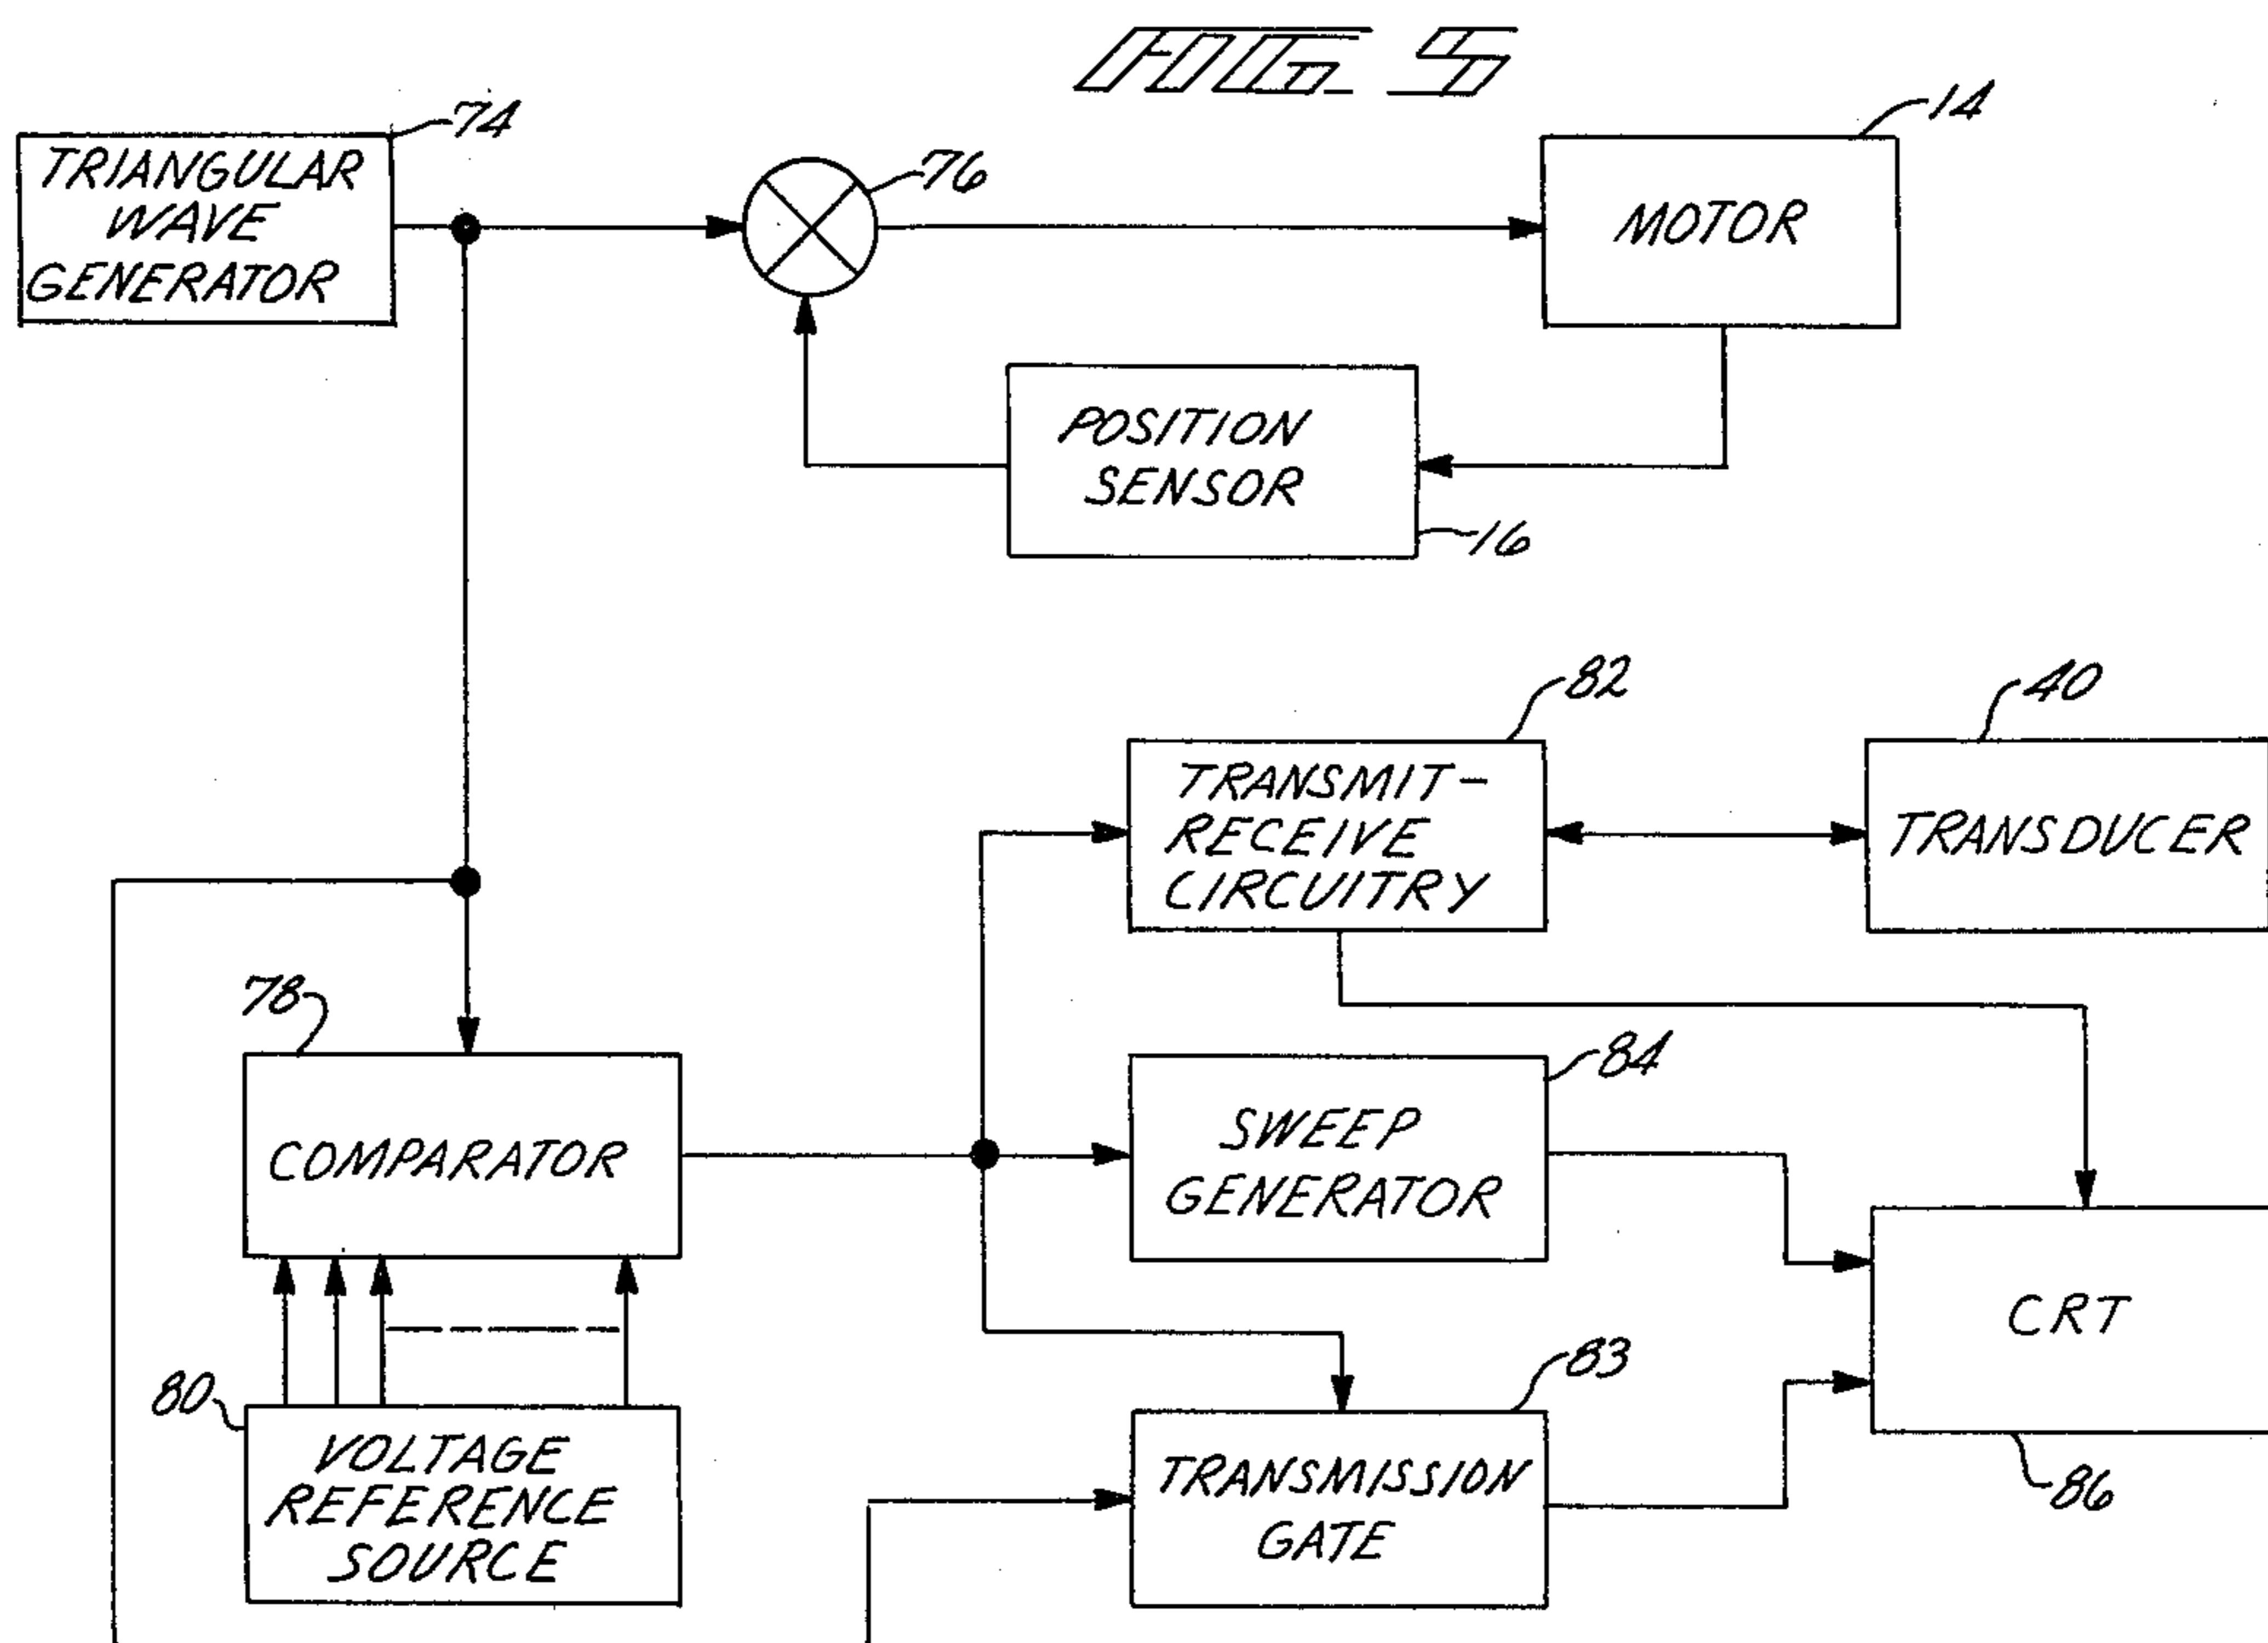 FIG. 5
74
TRIANGULAR
WAVE
GENERATOR
76
14
MOTOR
POSITION
SENSOR
16
82
TRANSMIT-
RECEIVE
CIRCUITRY
40
TRANSDUCER
78
COMPARATOR
84
SWEEP
GENERATOR
80
VOLTAGE
REFERENCE
SOURCE
83
TRANSMISSION
GATE
CRT
86